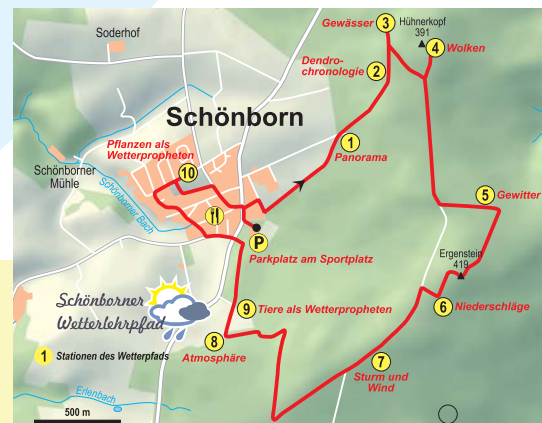 Gewässer
3
Hühnerkopf
391
4
Wolken
Soderhof
Dendro-
chronologie
2
Schönborn
1
Panorama
Pflanzen als
Wetterpropheten
10
Schönborner
Mühle
Schönborner Bach
5
Gewitter
P
Parkplatz am Sportplatz
Ergenstein
419
6
Niederschläge
Schönborner
Wetterlehrpfad
9
Tiere als Wetterpropheten
8
Atmosphäre
1
Stationen des Wetterpfads
7
Sturm und
Wind
Erlenbach
500 m